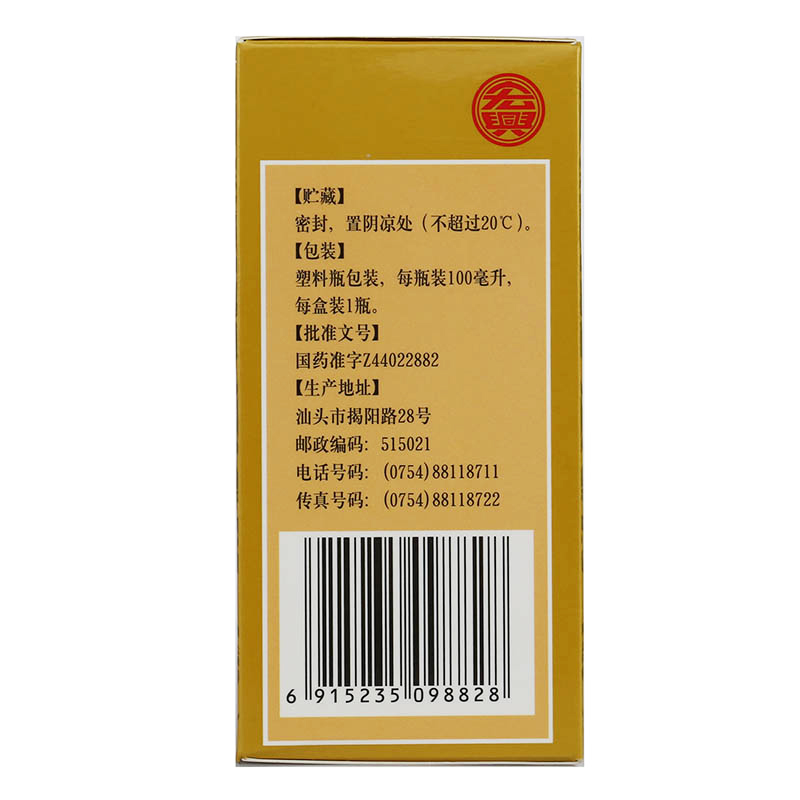 宏興
【贮藏】
密封，置阴凉处（不超过20℃）。
【包装】
塑料瓶包装，每瓶装100毫升，
每盒装1瓶。
【批准文号】
国药准字Z44022882
【生产地址】
汕头市揭阳路28号
邮政编码：515021
电话号码：(0754)88118711
传真号码：(0754)88118722
6 915235 098828